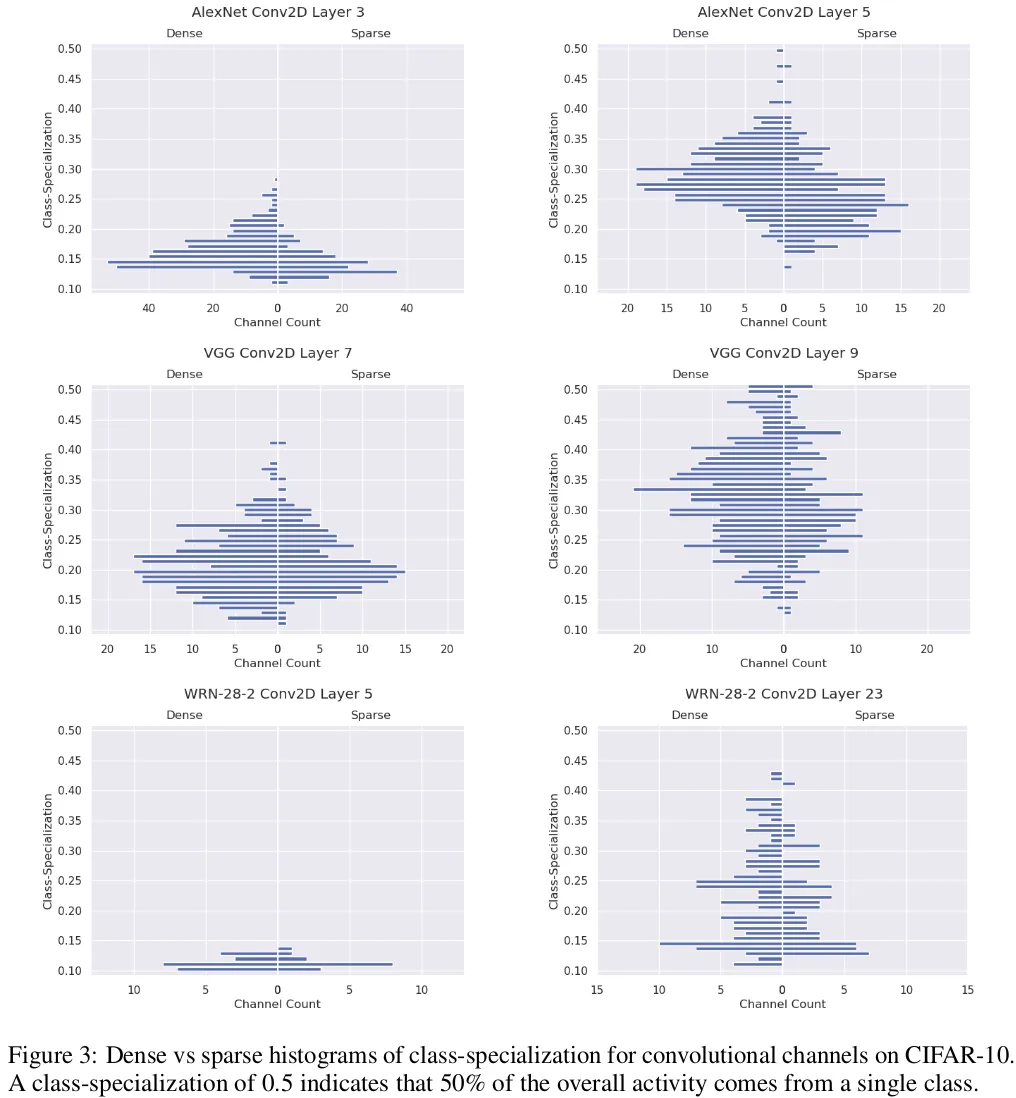 AlexNet Conv2D Layer 3
Dense Sparse
0.50
0.45
0.40
0.35
0.30
0.25
0.20
0.15
0.10
Class-Specialization
40 20 0 0 20 40
Channel Count
AlexNet Conv2D Layer 5
Dense Sparse
0.50
0.45
0.40
0.35
0.30
0.25
0.20
0.15
0.10
Class-Specialization
20 15 10 5 0 0 5 10 15 20
Channel Count
VGG Conv2D Layer 7
Dense Sparse
0.50
0.45
0.40
0.35
0.30
0.25
0.20
0.15
0.10
Class-Specialization
20 15 10 5 0 0 5 10 15 20
Channel Count
VGG Conv2D Layer 9
Dense Sparse
0.50
0.45
0.40
0.35
0.30
0.25
0.20
0.15
0.10
Class-Specialization
20 10 0 0 10 20
Channel Count
WRN-28-2 Conv2D Layer 5
Dense Sparse
0.50
0.45
0.40
0.35
0.30
0.25
0.20
0.15
0.10
Class-Specialization
10 5 0 0 5 10
Channel Count
WRN-28-2 Conv2D Layer 23
Dense Sparse
0.50
0.45
0.40
0.35
0.30
0.25
0.20
0.15
0.10
Class-Specialization
15 10 5 0 0 5 10 15
Channel Count
Figure 3: Dense vs sparse histograms of class-specialization for convolutional channels on CIFAR-10.
A class-specialization of 0.5 indicates that 50% of the overall activity comes from a single class.